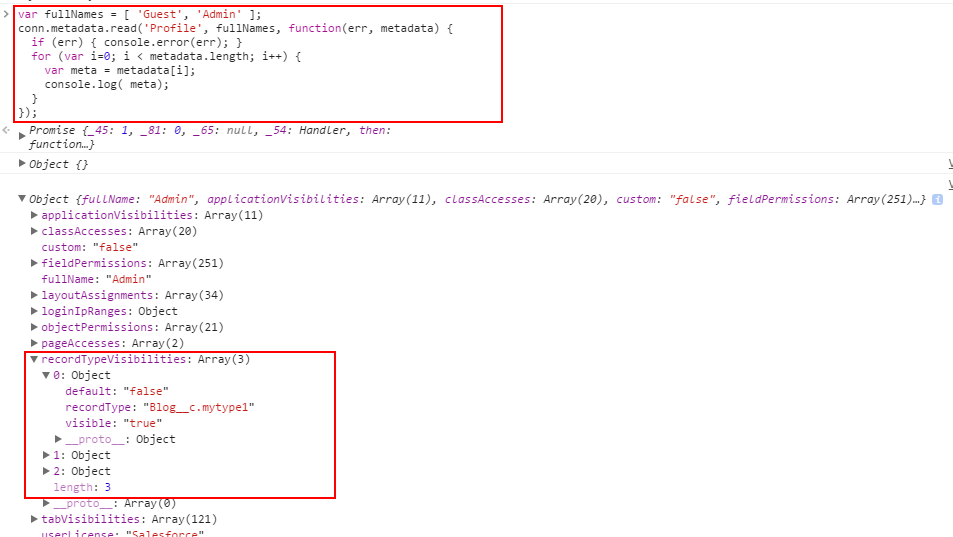 var fullNames = [ 'Guest', 'Admin' ];
conn.metadata.read('Profile', fullNames, function(err, metadata) {
if (err) { console.error(err); }
for (var i=0; i < metadata.length; i++) {
var meta = metadata[i];
console.log( meta);
}
});
Promise {_45: 1, _81: 0, _65: null, _54: Handler, then:
function…}
Object {}
Object {fullName: "Admin", applicationVisibilities: Array(11), classAccesses: Array(20), custom: "false", fieldPermissions: Array(251)…}
applicationVisibilities: Array(11)
classAccesses: Array(20)
custom: "false"
fieldPermissions: Array(251)
fullName: "Admin"
layoutAssignments: Array(34)
loginIpRanges: Object
objectPermissions: Array(21)
pageAccesses: Array(2)
recordTypeVisibilities: Array(3)
0: Object
default: "false"
recordType: "Blog__c.mytype1"
visible: "true"
__proto__: Object
1: Object
2: Object
length: 3
__proto__: Array(0)
tabVisibilities: Array(121)
userLicense: "Salesforce"